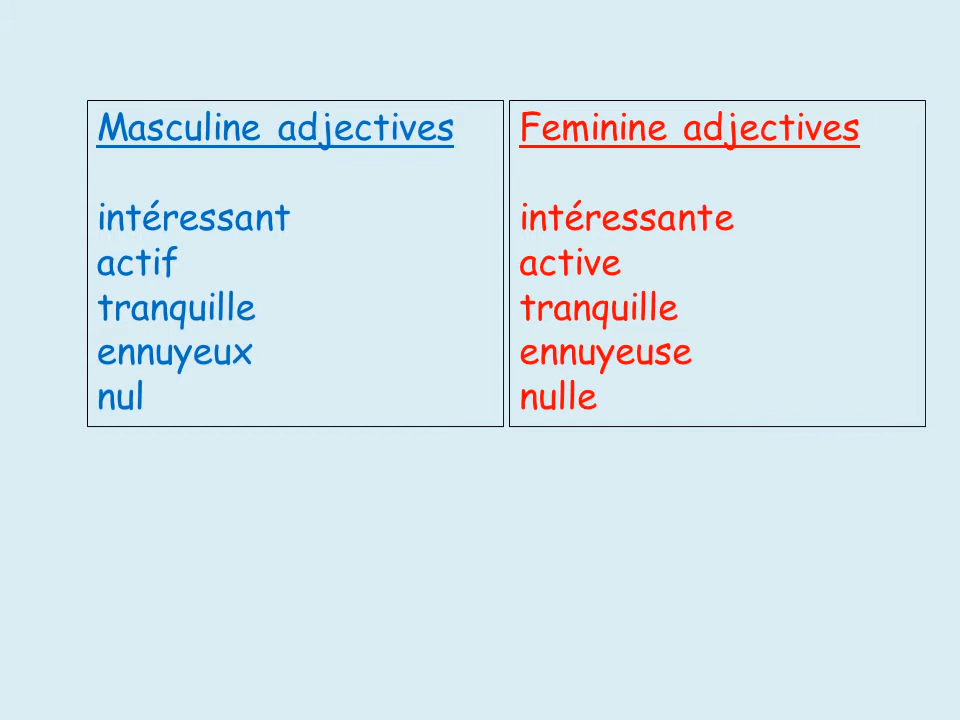 Masculine adjectives
intéressant
actif
tranquille
ennuyeux
nul
Feminine adjectives
intéressante
active
tranquille
ennuyeuse
nulle